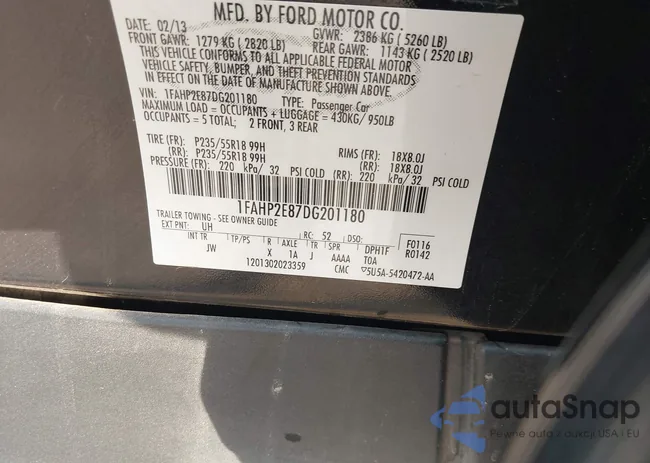 MFD. BY FORD MOTOR CO.
DATE: 02/13 GVWR: 2386 KG ( 5260 LB)
FRONT GAWR: 1279 KG ( 2820 LB) REAR GAWR: 1143 KG ( 2520 LB)
THIS VEHICLE CONFORMS TO ALL APPLICABLE FEDERAL MOTOR
VEHICLE SAFETY, BUMPER, AND THEFT PREVENTION STANDARDS
IN EFFECT ON THE DATE OF MANUFACTURE SHOWN ABOVE.
VIN: 1FAHP2E87DG201180 TYPE: Passenger Car
MAXIMUM LOAD = OCCUPANTS + LUGGAGE = 430KG/ 950LB
OCCUPANTS = 5 TOTAL; 2 FRONT, 3 REAR
TIRE (FR): P235/55R18 99H RIMS (FR): 18X8.0J
(RR): P235/55R18 99H (RR): 18X8.0J
PRESSURE (FR): 220 kPa/ 32 PSI COLD (RR): 220 kPa/ 32 PSI COLD
1FAHP2E87DG201180
TRAILER TOWING - SEE OWNER GUIDE
EXT PNT: UH RC: 52 DSO: F0116
INT TR TP/PS R AXLE TR SPR DPHTF R0142
JW X 1A J AAAA T0A
1201302023359 CMC 5U5A-5420472-AA
autaSnap
Pewne auta z aukcji USA i EU